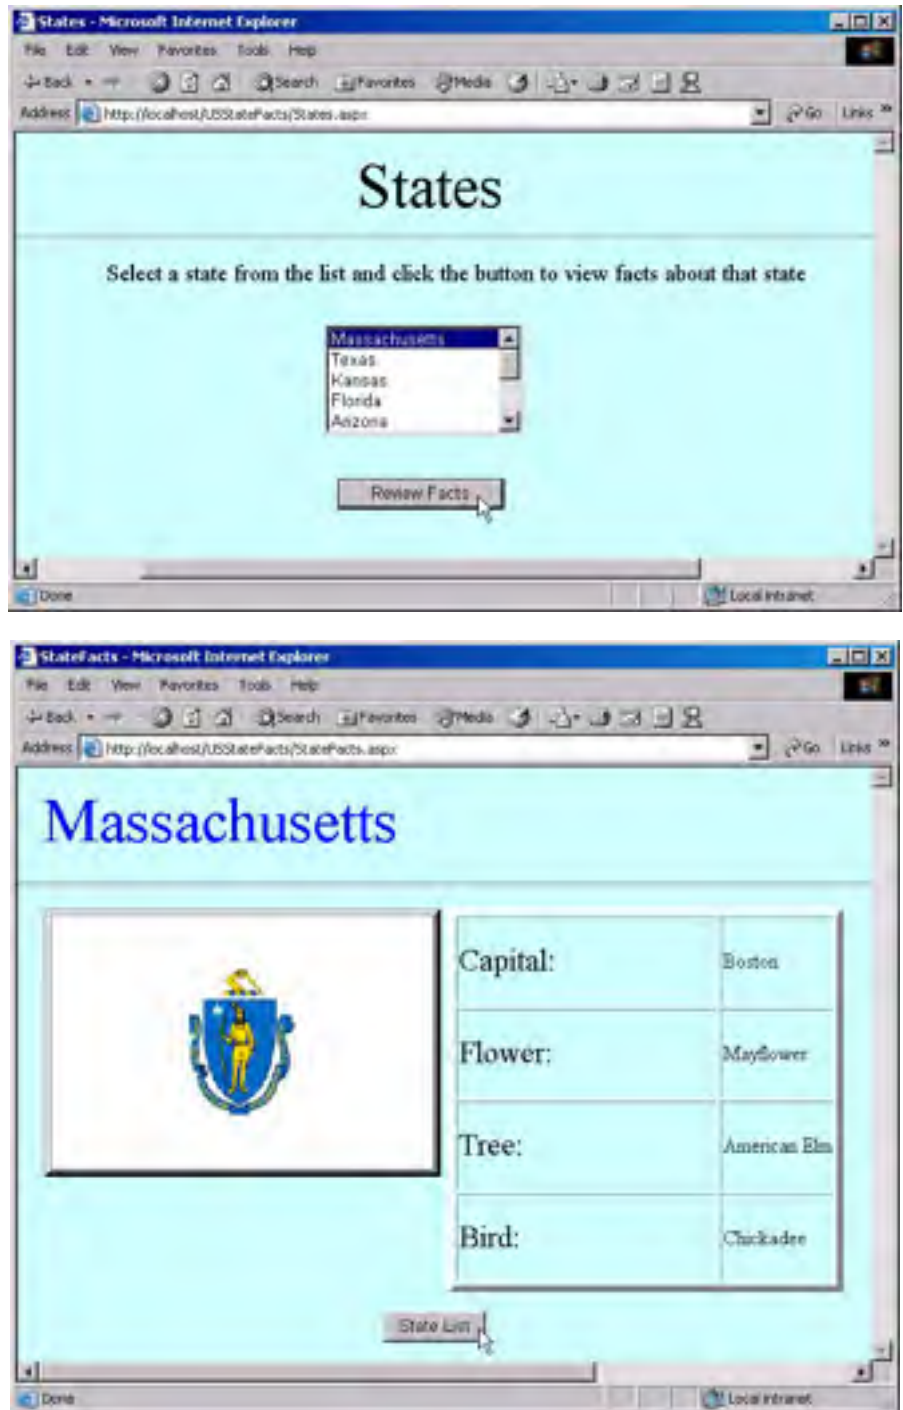 States - Microsoft Internet Explorer
File Edit View Favorites Tools Help
Back Search Favorites Media
Address http://localhost/USStateFacts/States.aspx Go Links »
States
Select a state from the list and click the button to view facts about that state
Massachusetts
Texas
Kansas
Florida
Arizona
Review Facts
Done Local intranet
StateFacts - Microsoft Internet Explorer
File Edit View Favorites Tools Help
Back Search Favorites Media
Address http://localhost/USStateFacts/StateFacts.aspx Go Links »
Massachusetts
Capital: Boston
Flower: Mayflower
Tree: American Elm
Bird: Chickadee
State List
Done Local intranet